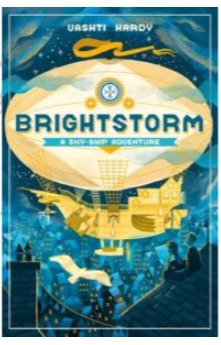 VASHTI HARDY
BRIGHTSTORM
A SKY-SHIP ADVENTURE